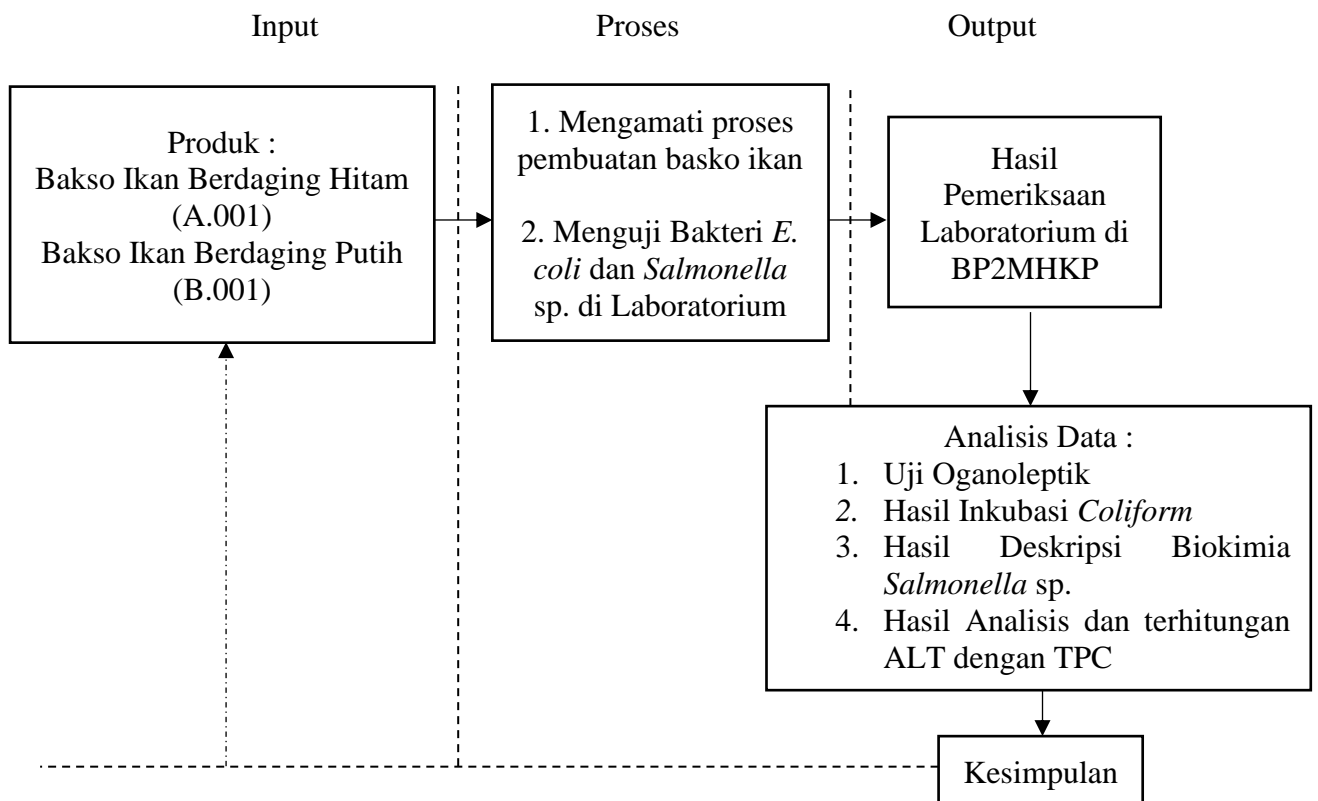 Input
Proses
Output
Produk :
Bakso Ikan Berdaging Hitam
(A.001)
Bakso Ikan Berdaging Putih
(B.001)
1. Mengamati proses
pembuatan basko ikan
2. Menguji Bakteri E.
coli dan Salmonella
sp. di Laboratorium
Hasil
Pemeriksaan
Laboratorium di
BP2MHKP
Analisis Data :
1. Uji Oganoleptik
2. Hasil Inkubasi Coliform
3. Hasil Deskripsi Biokimia
Salmonella sp.
4. Hasil Analisis dan terhitungan
ALT dengan TPC
Kesimpulan